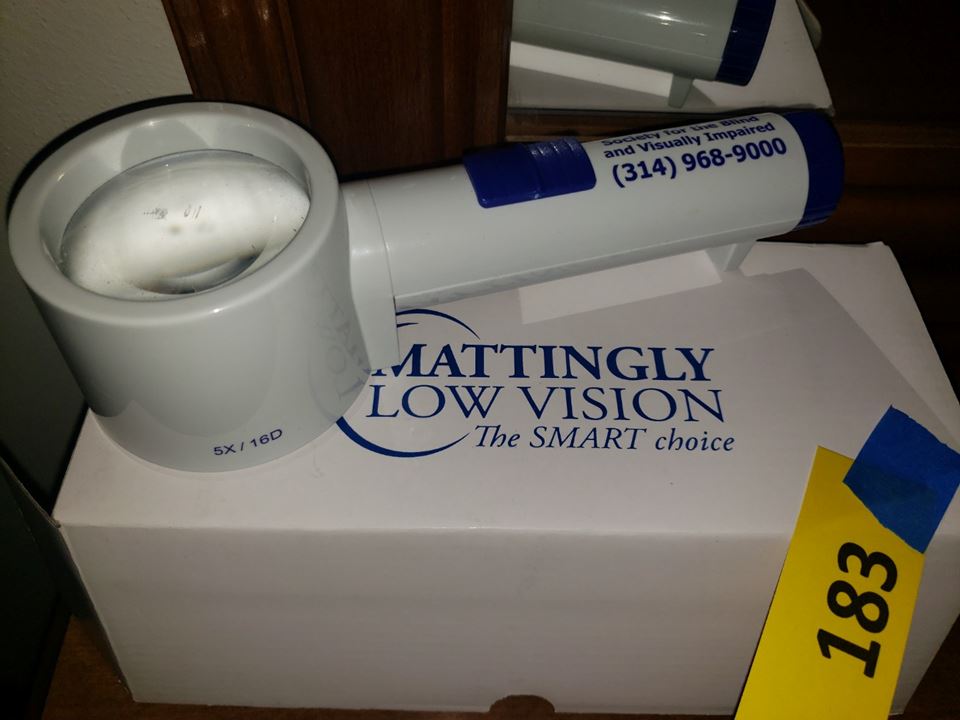 Society for the Blind
and Visually Impaired
(314) 968-9000
MATTINGLY
LOW VISION
The SMART choice
5X / 16D
183